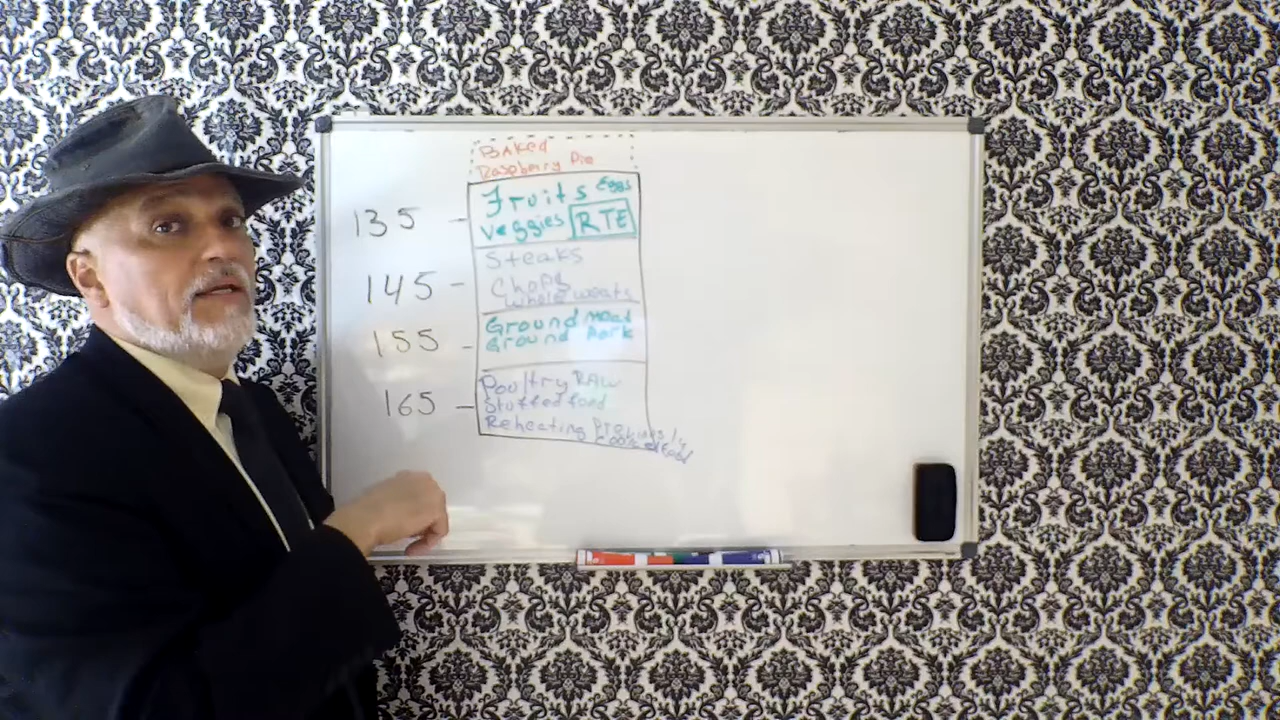 BAKed
Raspberry Pie
135 - Fruits Eggs
Veggies RTE
Steaks
145 - Chops
whole meats
155 - Ground Meat
Ground Pork
Poultry RAW
165 - Stuffed food
Reheating
cooked food